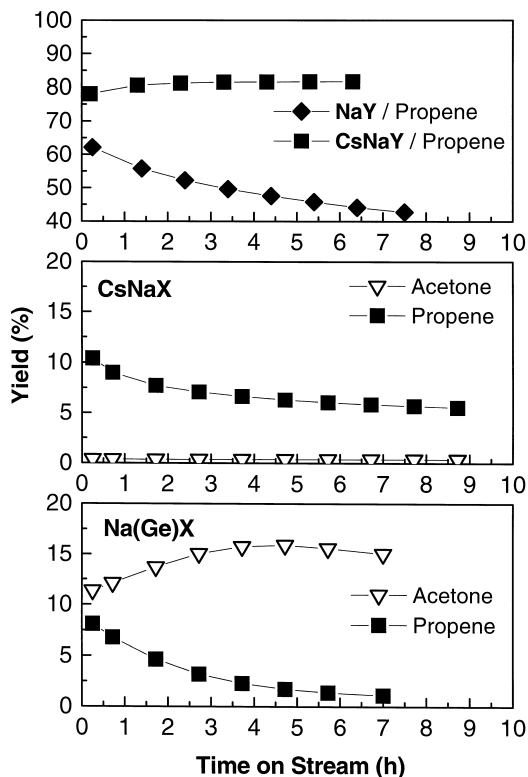 100
90
80
70
60
50
40
NaY / Propene
CsNaY / Propene
0 1 2 3 4 5 6 7 8 9 10
Yield (%)
20
15
10
5
0
CsNaX
Acetone
Propene
0 1 2 3 4 5 6 7 8 9 10
20
15
10
5
0
Na(Ge)X
Acetone
Propene
0 1 2 3 4 5 6 7 8 9 10
Time on Stream (h)